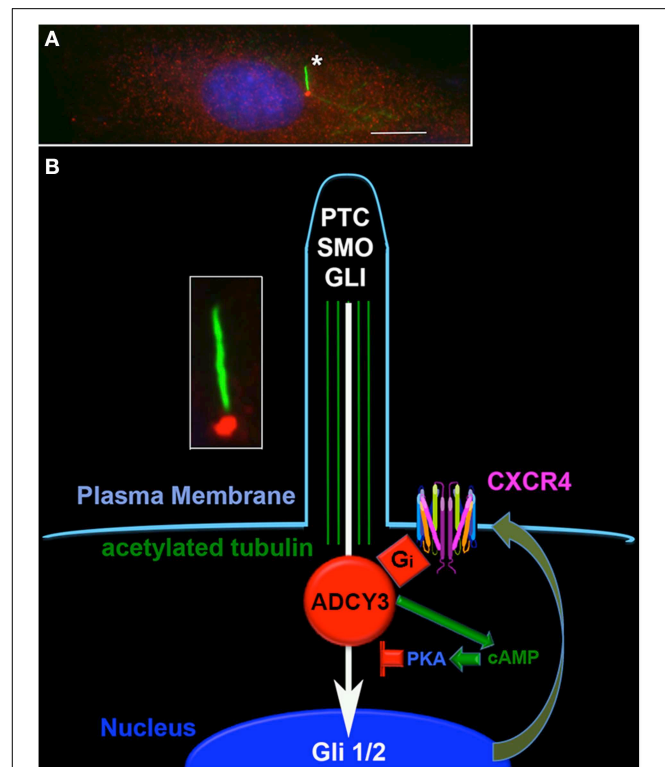 A
*
B
PTC
SMO
GLI
Plasma Membrane
CXCR4
acetylated tubulin
Gi
ADCY3
PKA
cAMP
Nucleus
Gli 1/2